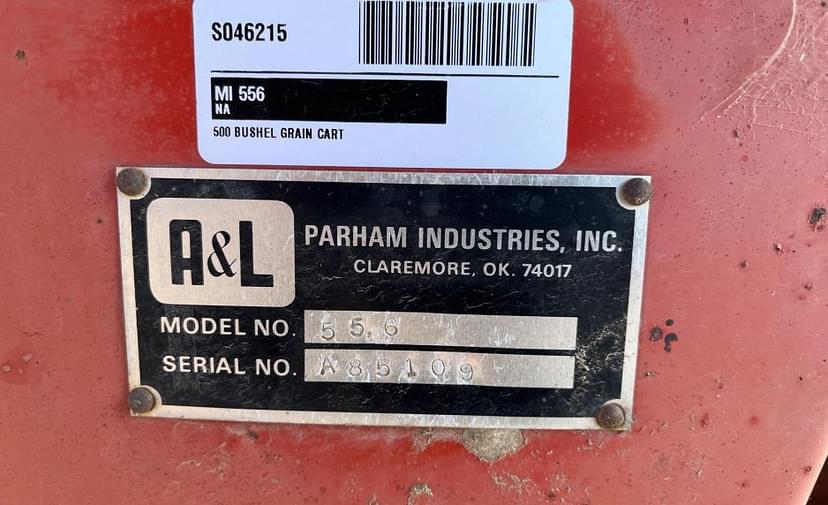 S046215
MI 556
NA
500 BUSHEL GRAIN CART
A&L
PARHAM INDUSTRIES, INC.
CLAREMORE, OK. 74017
MODEL NO. 556
SERIAL NO. A85109